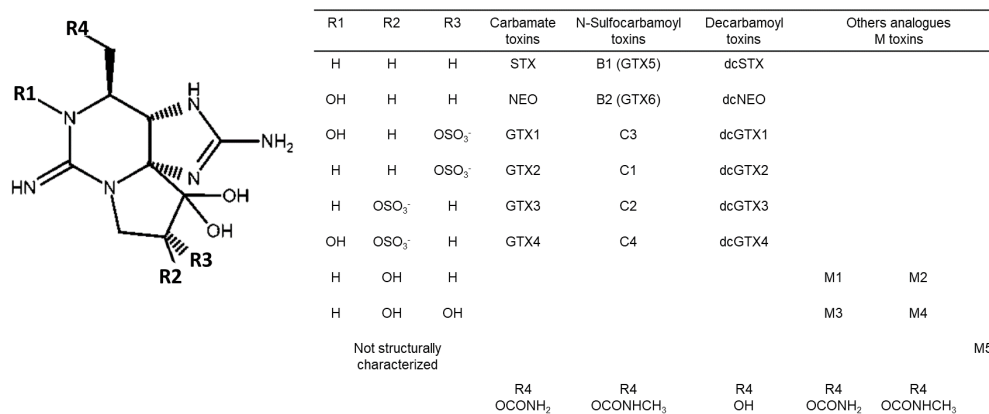 R4
R1
N
H
N
NH₂
HN
N
N
OH
OH
R3
R2
R1 R2 R3 Carbamate toxins N-Sulfocarbamoyl toxins Decarbamoyl toxins Others analogues M toxins
H H H STX B1 (GTX5) dcSTX
OH H H NEO B2 (GTX6) dcNEO
OH H OSO₃⁻ GTX1 C3 dcGTX1
H H OSO₃⁻ GTX2 C1 dcGTX2
H OSO₃⁻ H GTX3 C2 dcGTX3
OH OSO₃⁻ H GTX4 C4 dcGTX4
H OH H M1 M2
H OH OH M3 M4
Not structurally characterized M5
R4 R4 R4 R4 R4
OCONH₂ OCONHCH₃ OH OCONH₂ OCONHCH₃